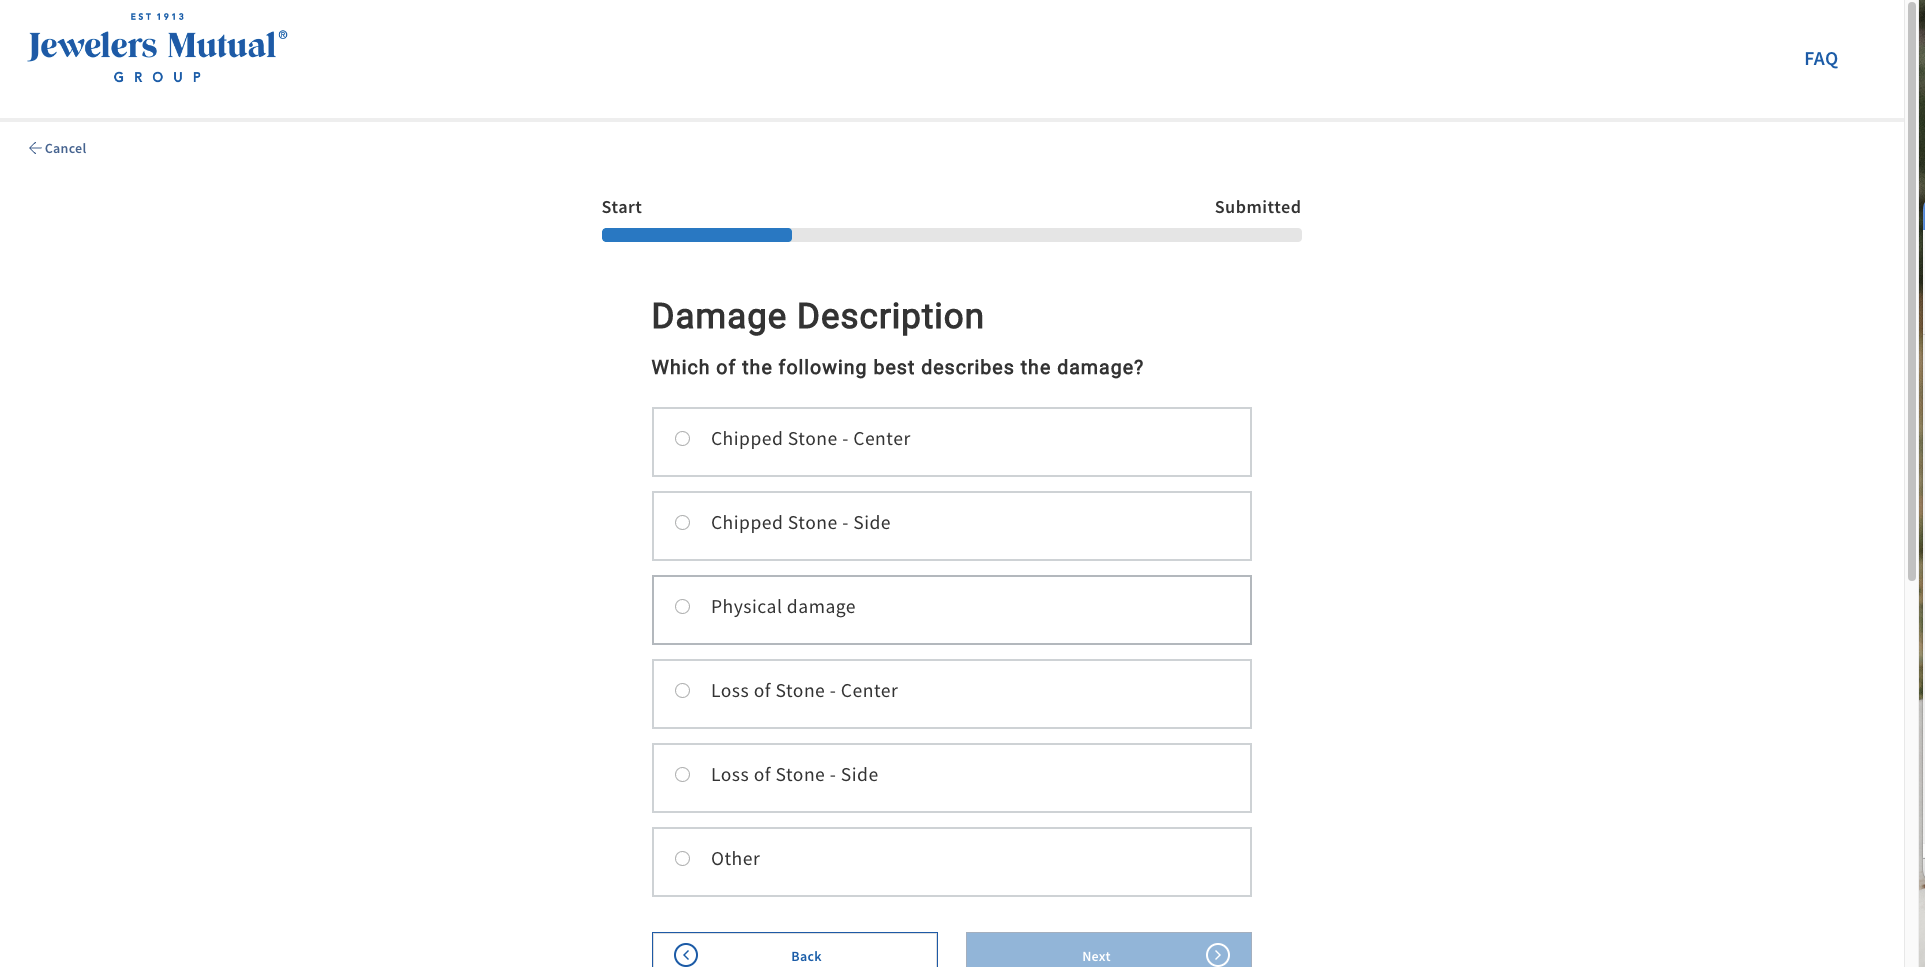 EST 1913
Jewelers Mutual®
GROUP
FAQ
Cancel
Start
Submitted
Damage Description
Which of the following best describes the damage?
Chipped Stone - Center
Chipped Stone - Side
Physical damage
Loss of Stone - Center
Loss of Stone - Side
Other
Back
Next